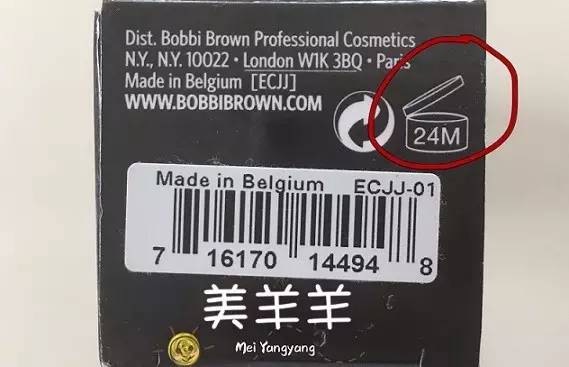 Dist. Bobbi Brown Professional Cosmetics
N.Y., N.Y. 10022 • London W1K 3BQ • Paris
Made in Belgium [ECJJ]
WWW.BOBBIBROWN.COM
24M
Made in Belgium ECJJ-01
7 16170 14494 8
美羊羊
Mei Yangyang